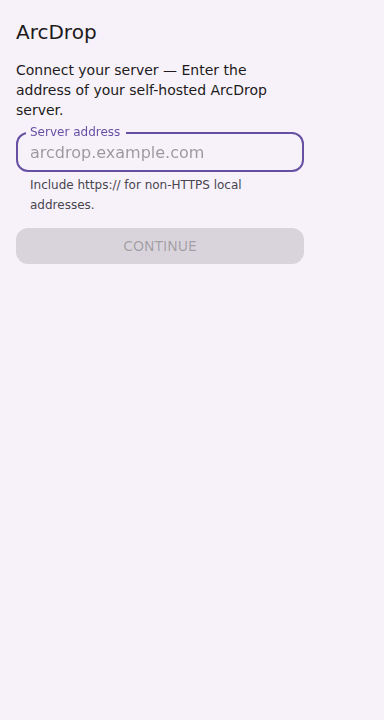 ArcDrop
Connect your server — Enter the
address of your self-hosted ArcDrop
server.
Server address
arcdrop.example.com
Include https:// for non-HTTPS local
addresses.
CONTINUE